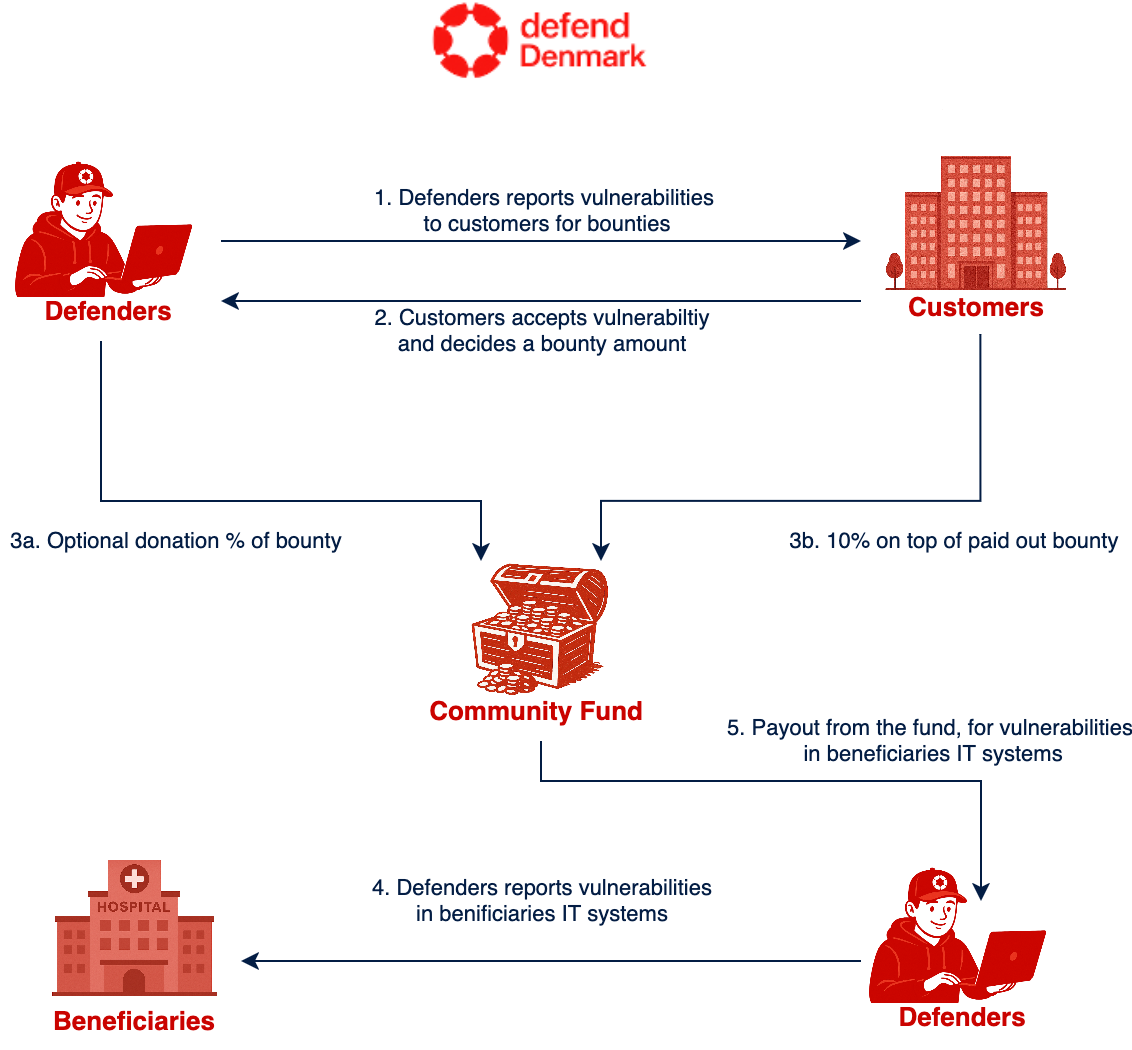 defend
Denmark
1. Defenders reports vulnerabilities
to customers for bounties
Defenders
Customers
2. Customers accepts vulnerabiltiy
and decides a bounty amount
3a. Optional donation % of bounty
3b. 10% on top of paid out bounty
Community Fund
5. Payout from the fund, for vulnerabilities
in beneficiaries IT systems
4. Defenders reports vulnerabilities
in benificiaries IT systems
HOSPITAL
Beneficiaries
Defenders